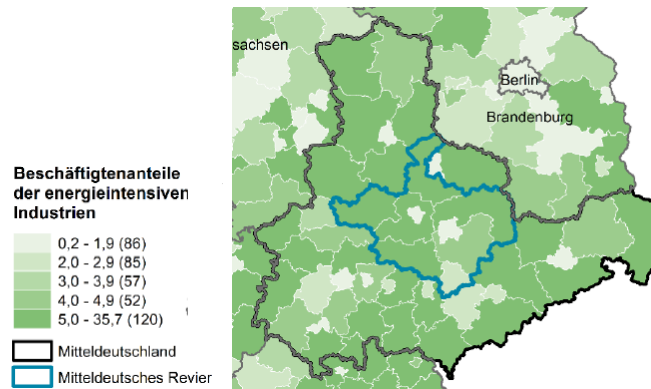 sachsen
Berlin
Brandenburg
Beschäftigtenanteile
der energieintensiven
Industrien
0,2 - 1,9 (86)
2,0 - 2,9 (85)
3,0 - 3,9 (57)
4,0 - 4,9 (52)
5,0 - 35,7 (120)
Mitteldeutschland
Mitteldeutsches Revier